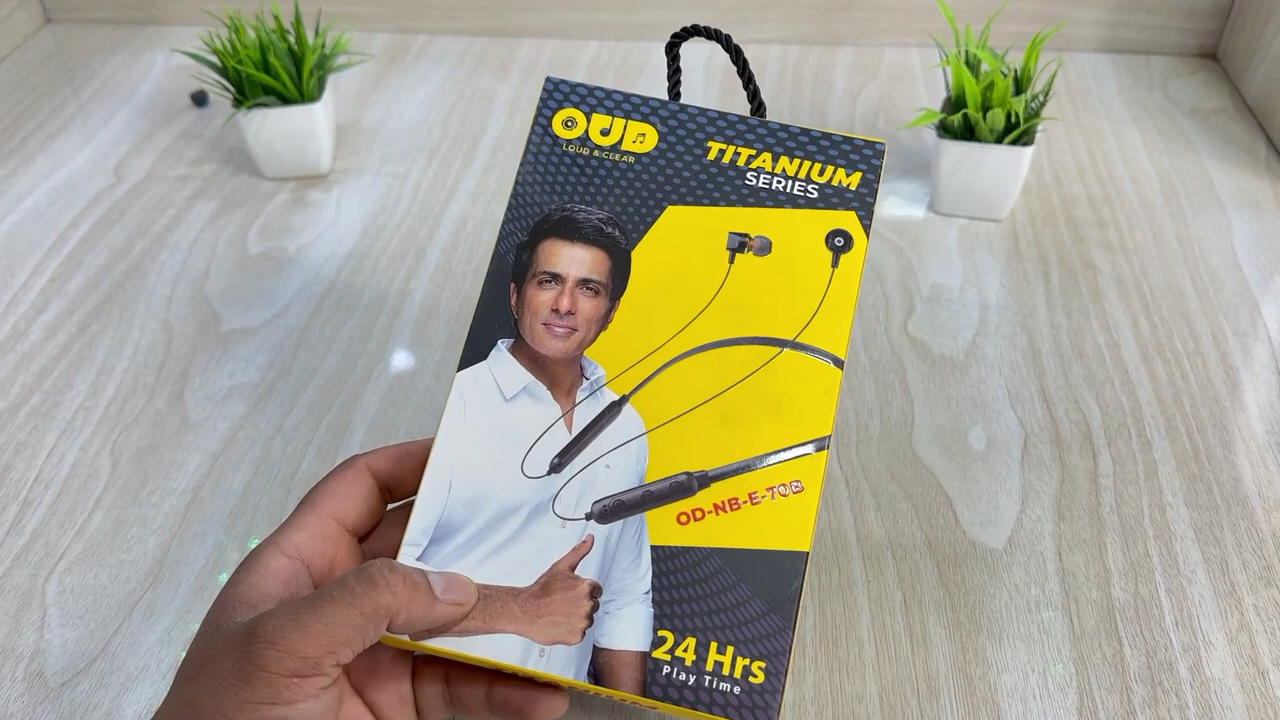 OUD
LOUD & CLEAR
TITANIUM
SERIES
OD-NB-E-70B
24 Hrs
Play Time